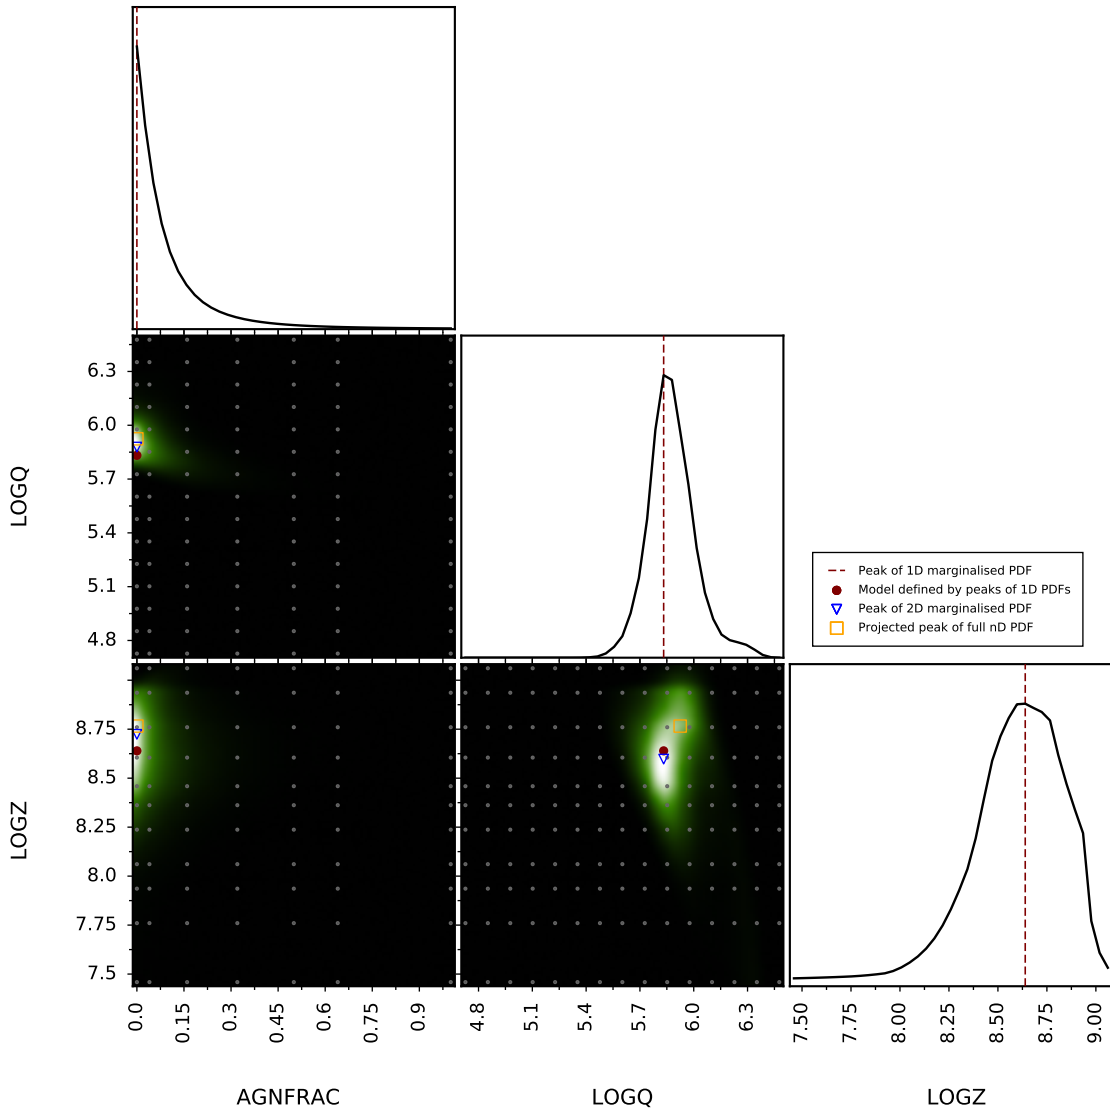 LOGQ
6.3
6.0
5.7
5.4
5.1
4.8
Peak of 1D marginalised PDF
Model defined by peaks of 1D PDFs
Peak of 2D marginalised PDF
Projected peak of full nD PDF
LOGZ
8.75
8.5
8.25
8.0
7.75
7.5
0.0 0.15 0.3 0.45 0.6 0.75 0.9
4.8 5.1 5.4 5.7 6.0 6.3
7.50 7.75 8.00 8.25 8.50 8.75 9.00
AGNFRAC LOGQ LOGZ